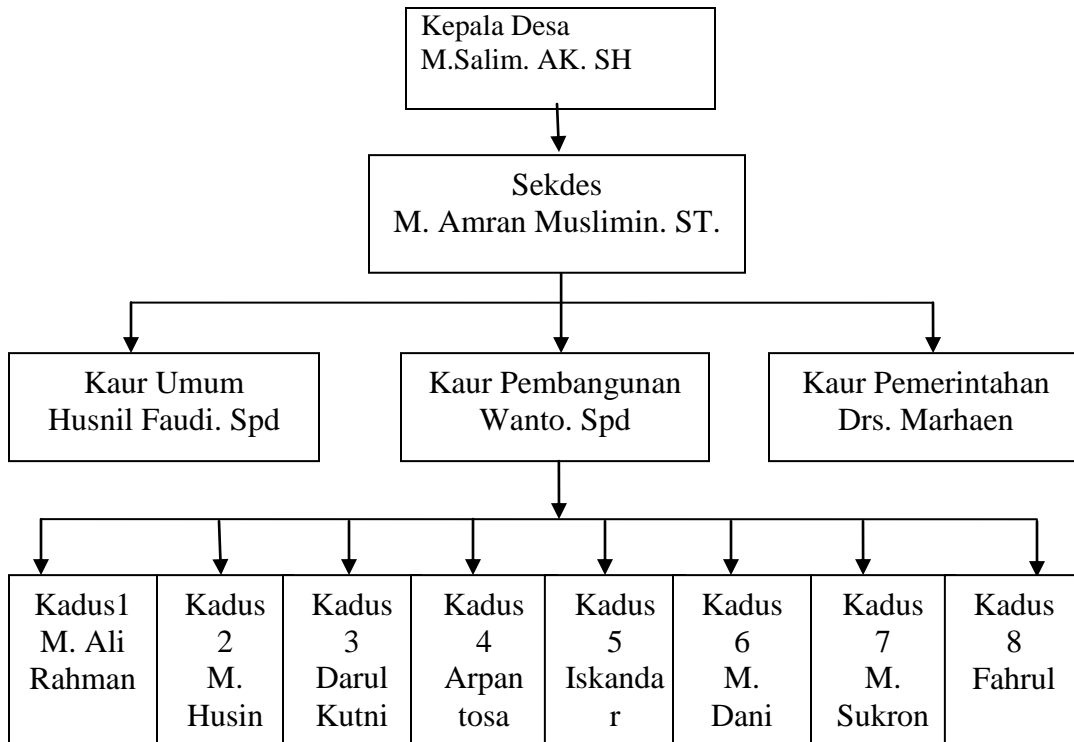 Kepala Desa
M.Salim. AK. SH
Sekdes
M. Amran Muslimin. ST.
Kaur Umum
Husnil Faudi. Spd
Kaur Pembangunan
Wanto. Spd
Kaur Pemerintahan
Drs. Marhaen
Kadus1
M. Ali
Rahman
Kadus
2
M.
Husin
Kadus
3
Darul
Kutni
Kadus
4
Arpan
tosa
Kadus
5
Iskanda
r
Kadus
6
M.
Dani
Kadus
7
M.
Sukron
Kadus
8
Fahrul